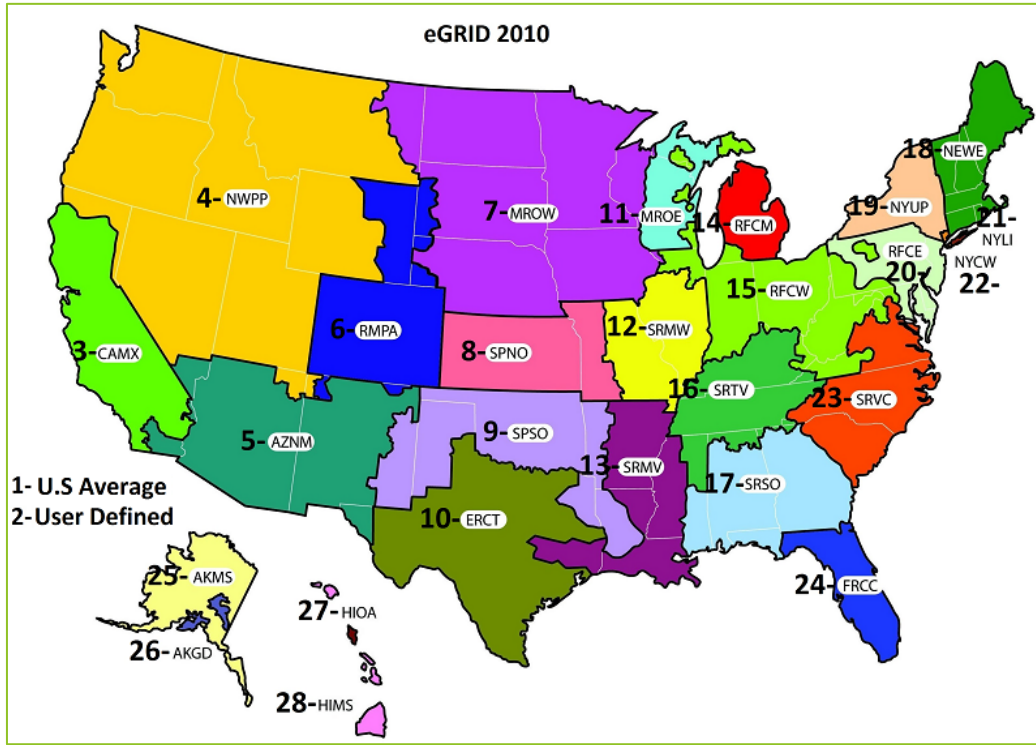 eGRID 2010
18- NEWE
4- NWPP
7- MROW
11- MROE
14- RFCM
19- NYUP
21-
NYLI
RFCE
20-
NYCW
22-
15- RFCW
6- RMPA
12- SRMW
3- CAMX
8- SPNO
16- SRTV
23- SRVC
5- AZNM
9- SPSO
13- SRMV
17- SRSO
1- U.S Average
2-User Defined
10- ERCT
25- AKMS
24- FRCC
27- HIOA
26- AKGD
28- HIMS